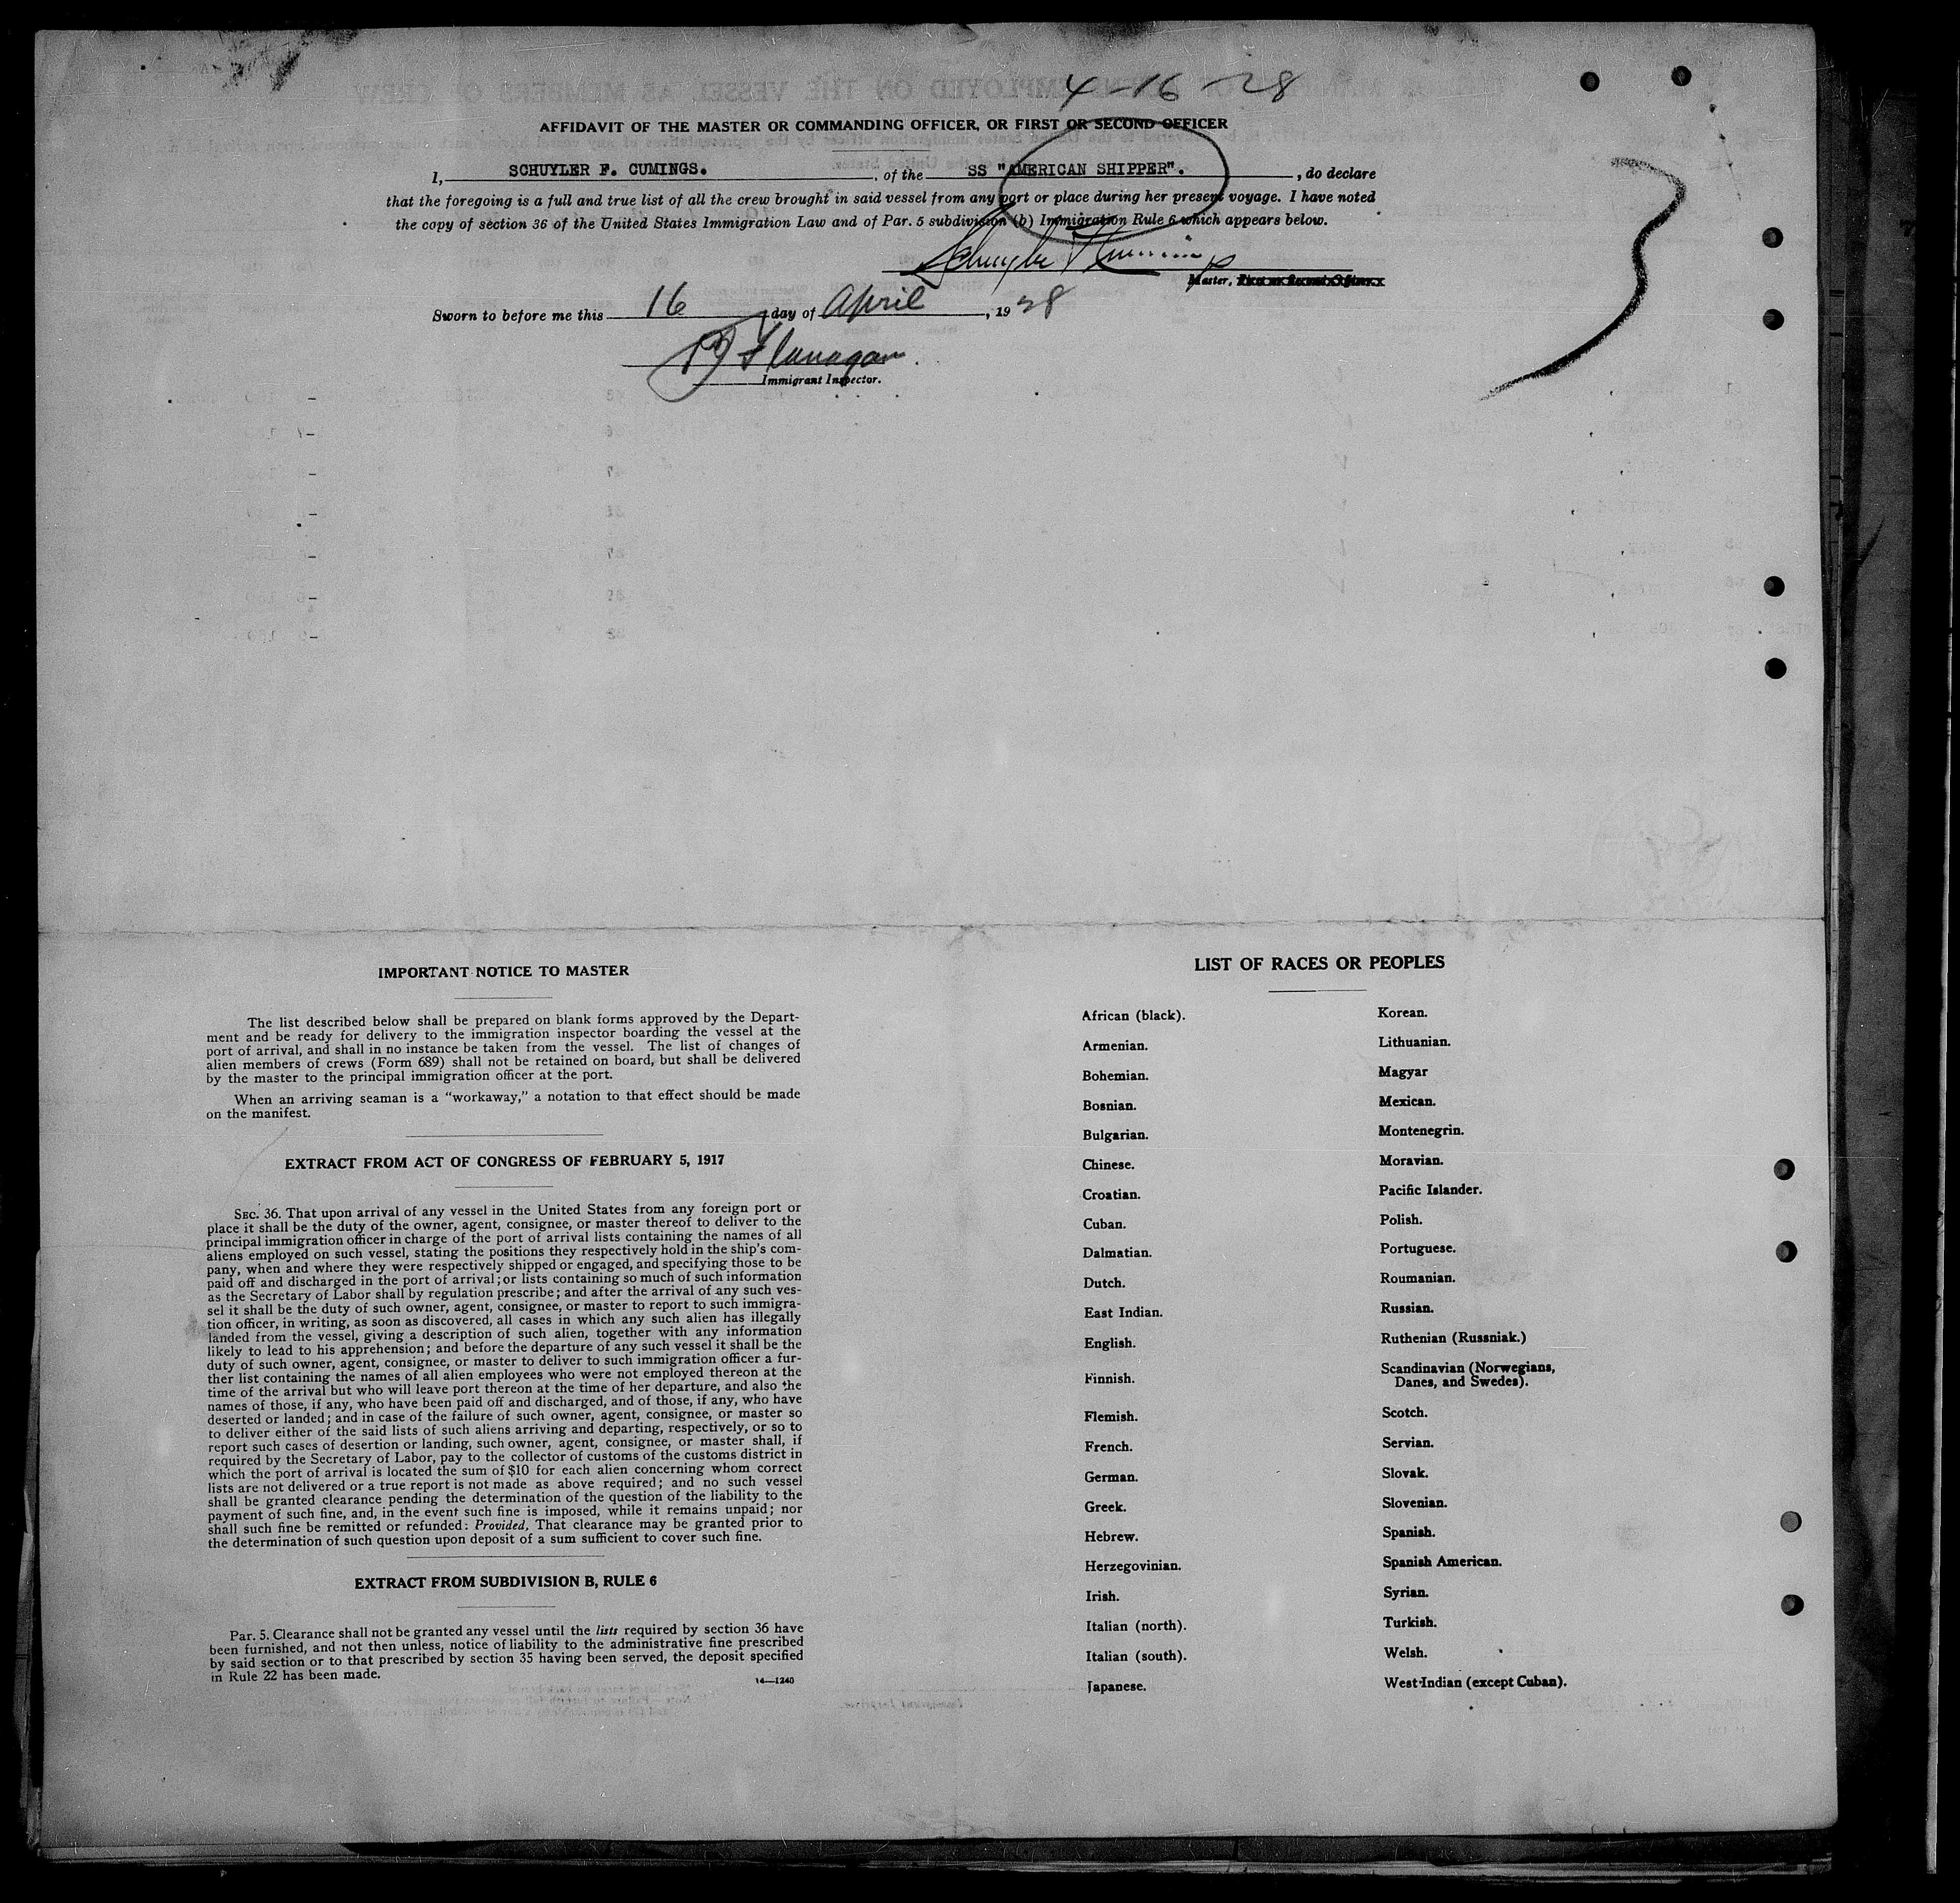 4-16-28
AFFIDAVIT OF THE MASTER OR COMMANDING OFFICER, OR FIRST OR SECOND OFFICER
I, SCHUYLER F. CUMINGS. , of the SS "AMERICAN SHIPPER". , do declare
that the foregoing is a full and true list of all the crew brought in said vessel from any port or place during her present voyage. I have noted
the copy of section 36 of the United States Immigration Law and of Par. 5 subdivision (b) Immigration Rule 6 which appears below.
Schuyler F Cumings
Master, First or Second Officer.
Sworn to before me this 16 day of April , 1928
Flanagan
Immigrant Inspector.
IMPORTANT NOTICE TO MASTER
The list described below shall be prepared on blank forms approved by the Depart-
ment and be ready for delivery to the immigration inspector boarding the vessel at the
port of arrival, and shall in no instance be taken from the vessel. The list of changes of
alien members of crews (Form 689) shall not be retained on board, but shall be delivered
by the master to the principal immigration officer at the port.
When an arriving seaman is a "workaway," a notation to that effect should be made
on the manifest.
EXTRACT FROM ACT OF CONGRESS OF FEBRUARY 5, 1917
SEC. 36. That upon arrival of any vessel in the United States from any foreign port or
place it shall be the duty of the owner, agent, consignee, or master thereof to deliver to the
principal immigration officer in charge of the port of arrival lists containing the names of all
aliens employed on such vessel, stating the positions they respectively hold in the ship's com-
pany, when and where they were respectively shipped or engaged, and specifying those to be
paid off and discharged in the port of arrival; or lists containing so much of such information
as the Secretary of Labor shall by regulation prescribe; and after the arrival of any such ves-
sel it shall be the duty of such owner, agent, consignee, or master to report to such immigra-
tion officer, in writing, as soon as discovered, all cases in which any such alien has illegally
landed from the vessel, giving a description of such alien, together with any information
likely to lead to his apprehension; and before the departure of any such vessel it shall be the
duty of such owner, agent, consignee, or master to deliver to such immigration officer a fur-
ther list containing the names of all alien employees who were not employed thereon at the
time of the arrival but who will leave port thereon at the time of her departure, and also the
names of those, if any, who have been paid off and discharged, and of those, if any, who have
deserted or landed; and in case of the failure of such owner, agent, consignee, or master so
to deliver either of the said lists of such aliens arriving and departing, respectively, or so to
report such cases of desertion or landing, such owner, agent, consignee, or master shall, if
required by the Secretary of Labor, pay to the collector of customs of the customs district in
which the port of arrival is located the sum of $10 for each alien concerning whom correct
lists are not delivered or a true report is not made as above required; and no such vessel
shall be granted clearance pending the determination of the question of the liability to the
payment of such fine, and, in the event such fine is imposed, while it remains unpaid; nor
shall such fine be remitted or refunded: Provided, That clearance may be granted prior to
the determination of such question upon deposit of a sum sufficient to cover such fine.
EXTRACT FROM SUBDIVISION B, RULE 6
Par. 5. Clearance shall not be granted any vessel until the lists required by section 36 have
been furnished, and not then unless, notice of liability to the administrative fine prescribed
by said section or to that prescribed by section 35 having been served, the deposit specified
in Rule 22 has been made.
14—1240
LIST OF RACES OR PEOPLES
African (black).
Armenian.
Bohemian.
Bosnian.
Bulgarian.
Chinese.
Croatian.
Cuban.
Dalmatian.
Dutch.
East Indian.
English.
Finnish.
Flemish.
French.
German.
Greek.
Hebrew.
Herzegovinian.
Irish.
Italian (north).
Italian (south).
Japanese.
Korean.
Lithuanian.
Magyar
Mexican.
Montenegrin.
Moravian.
Pacific Islander.
Polish.
Portuguese.
Roumanian.
Russian.
Ruthenian (Russniak.)
Scandinavian (Norwegians,
Danes, and Swedes).
Scotch.
Servian.
Slovak.
Slovenian.
Spanish.
Spanish American.
Syrian.
Turkish.
Welsh.
West Indian (except Cuban).